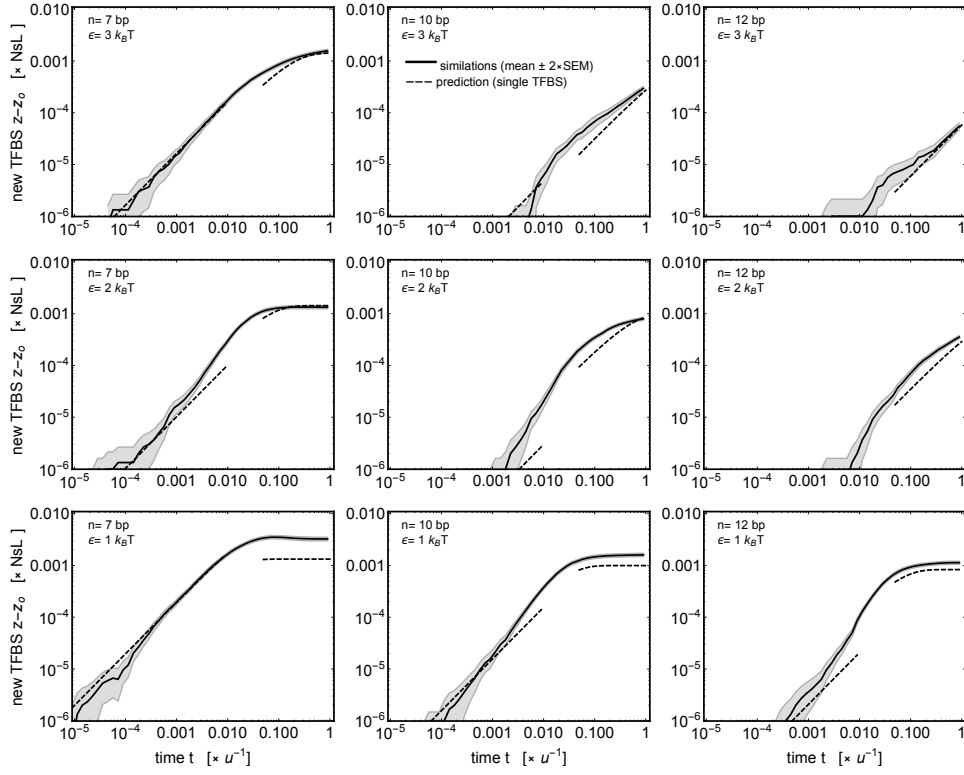 n= 7 bp
ϵ= 3 k_BT
n= 10 bp
ϵ= 3 k_BT
n= 12 bp
ϵ= 3 k_BT
similations (mean ± 2×SEM)
prediction (single TFBS)
new TFBS z-z_o [× NsL ]
0.010 0.001 10⁻⁴ 10⁻⁵ 10⁻⁶
0.010 0.001 10⁻⁴ 10⁻⁵ 10⁻⁶
0.010 0.001 10⁻⁴ 10⁻⁵ 10⁻⁶
10⁻⁵ 10⁻⁴ 0.001 0.010 0.100 1
10⁻⁵ 10⁻⁴ 0.001 0.010 0.100 1
10⁻⁵ 10⁻⁴ 0.001 0.010 0.100 1
n= 7 bp
ϵ= 2 k_BT
n= 10 bp
ϵ= 2 k_BT
n= 12 bp
ϵ= 2 k_BT
new TFBS z-z_o [× NsL ]
0.010 0.001 10⁻⁴ 10⁻⁵ 10⁻⁶
0.010 0.001 10⁻⁴ 10⁻⁵ 10⁻⁶
0.010 0.001 10⁻⁴ 10⁻⁵ 10⁻⁶
10⁻⁵ 10⁻⁴ 0.001 0.010 0.100 1
10⁻⁵ 10⁻⁴ 0.001 0.010 0.100 1
10⁻⁵ 10⁻⁴ 0.001 0.010 0.100 1
n= 7 bp
ϵ= 1 k_BT
n= 10 bp
ϵ= 1 k_BT
n= 12 bp
ϵ= 1 k_BT
new TFBS z-z_o [× NsL ]
0.010 0.001 10⁻⁴ 10⁻⁵ 10⁻⁶
0.010 0.001 10⁻⁴ 10⁻⁵ 10⁻⁶
0.010 0.001 10⁻⁴ 10⁻⁵ 10⁻⁶
10⁻⁵ 10⁻⁴ 0.001 0.010 0.100 1
10⁻⁵ 10⁻⁴ 0.001 0.010 0.100 1
10⁻⁵ 10⁻⁴ 0.001 0.010 0.100 1
time t [× u⁻¹]
time t [× u⁻¹]
time t [× u⁻¹]